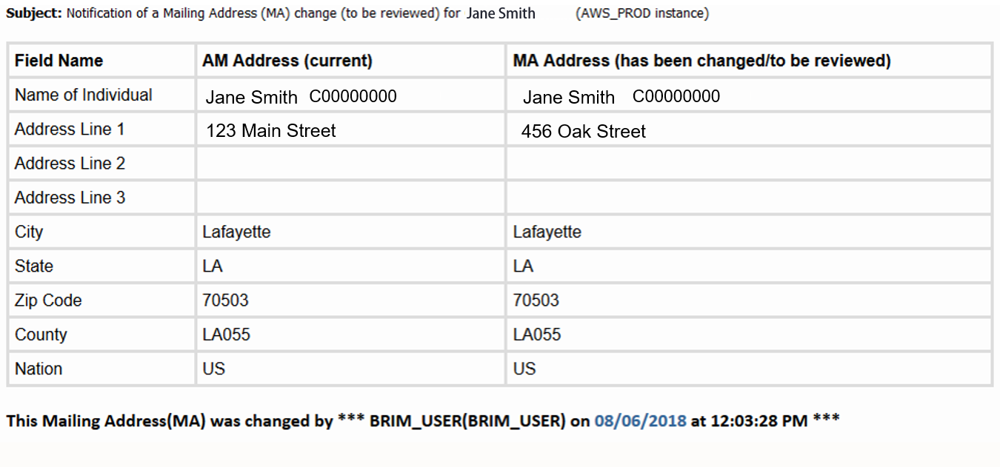 Subject: Notification of a Mailing Address (MA) change (to be reviewed) for Jane Smith (AWS_PROD instance)
Field Name AM Address (current) MA Address (has been changed/to be reviewed)
Name of Individual Jane Smith C00000000 Jane Smith C00000000
Address Line 1 123 Main Street 456 Oak Street
Address Line 2
Address Line 3
City Lafayette Lafayette
State LA LA
Zip Code 70503 70503
County LA055 LA055
Nation US US
This Mailing Address(MA) was changed by *** BRIM_USER(BRIM_USER) on 08/06/2018 at 12:03:28 PM ***